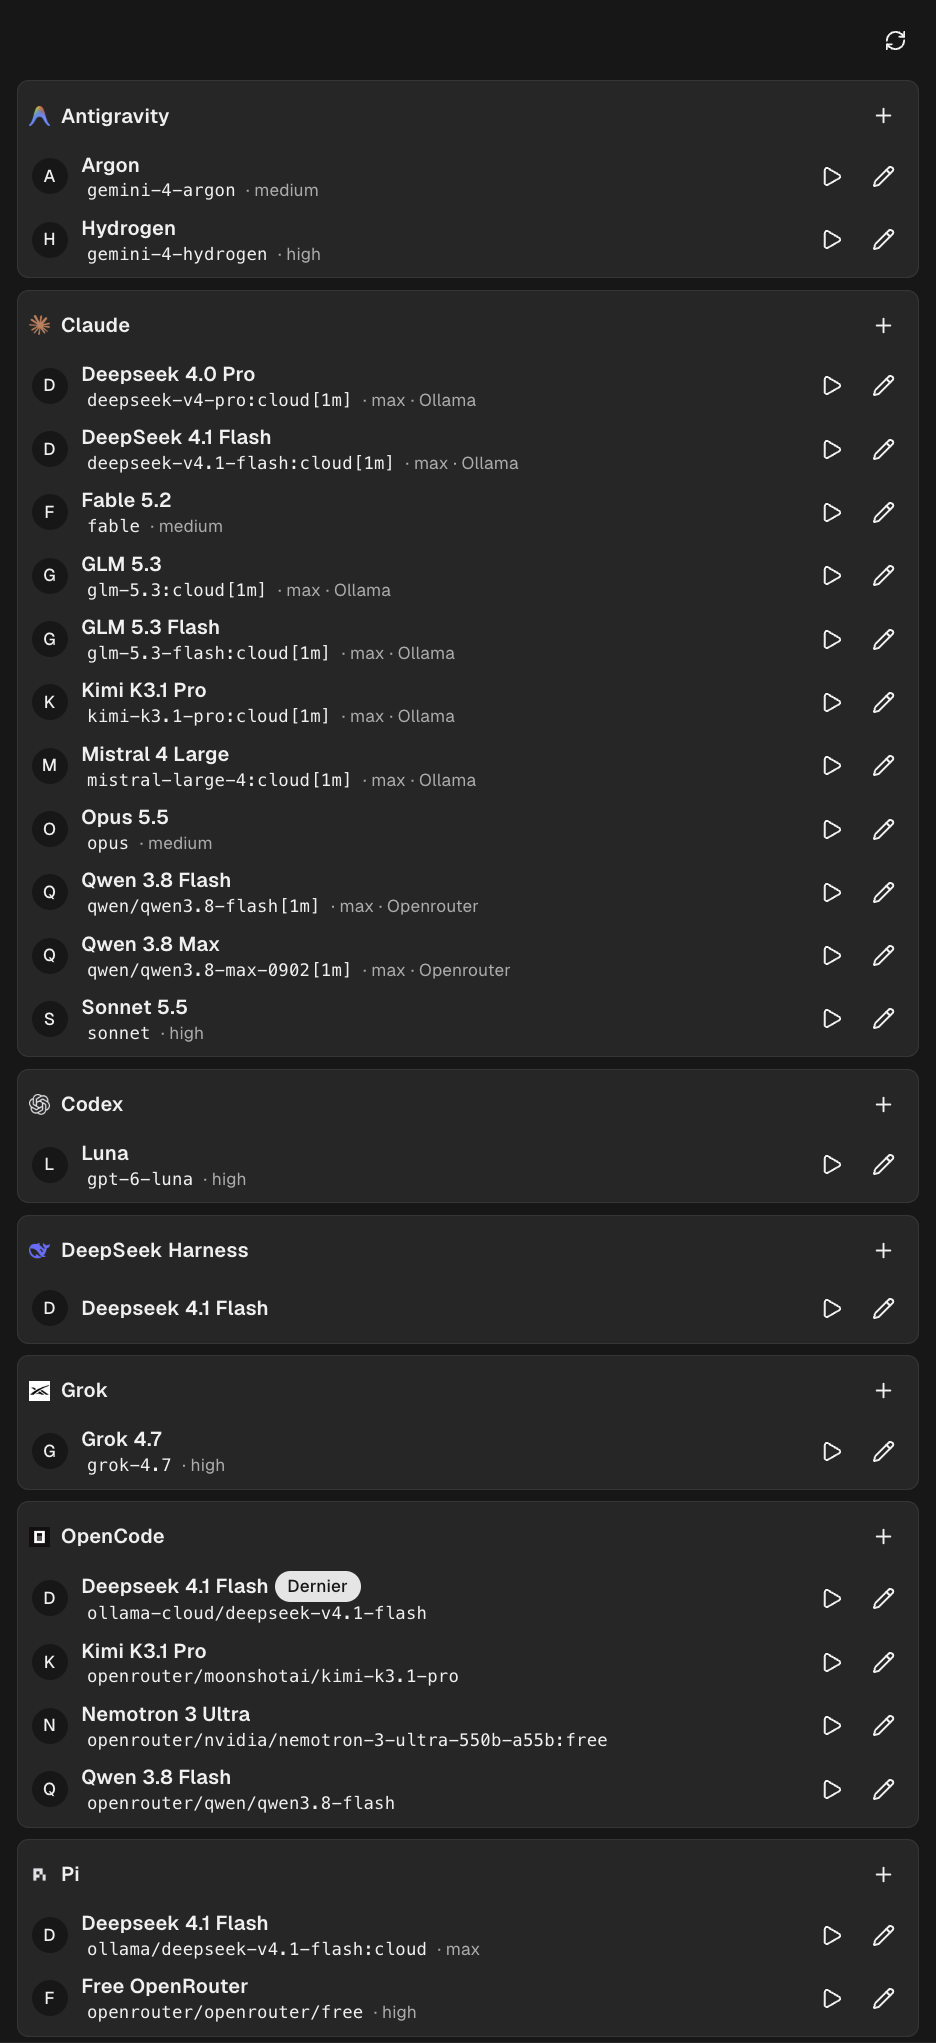 Antigravity
A
Argon
gemini-4-argon · medium
H
Hydrogen
gemini-4-hydrogen · high
Claude
D
Deepseek 4.0 Pro
deepseek-v4-pro:cloud[1m] · max · Ollama
D
DeepSeek 4.1 Flash
deepseek-v4.1-flash:cloud[1m] · max · Ollama
F
Fable 5.2
fable · medium
G
GLM 5.3
glm-5.3:cloud[1m] · max · Ollama
G
GLM 5.3 Flash
glm-5.3-flash:cloud[1m] · max · Ollama
K
Kimi K3.1 Pro
kimi-k3.1-pro:cloud[1m] · max · Ollama
M
Mistral 4 Large
mistral-large-4:cloud[1m] · max · Ollama
O
Opus 5.5
opus · medium
Q
Qwen 3.8 Flash
qwen/qwen3.8-flash[1m] · max · Openrouter
Q
Qwen 3.8 Max
qwen/qwen3.8-max-0902[1m] · max · Openrouter
S
Sonnet 5.5
sonnet · high
Codex
L
Luna
gpt-6-luna · high
DeepSeek Harness
D
Deepseek 4.1 Flash
Grok
G
Grok 4.7
grok-4.7 · high
OpenCode
D
Deepseek 4.1 Flash Dernier
ollama-cloud/deepseek-v4.1-flash
K
Kimi K3.1 Pro
openrouter/moonshotai/kimi-k3.1-pro
N
Nemotron 3 Ultra
openrouter/nvidia/nemotron-3-ultra-550b-a55b:free
Q
Qwen 3.8 Flash
openrouter/qwen/qwen3.8-flash
Pi
D
Deepseek 4.1 Flash
ollama/deepseek-v4.1-flash:cloud · max
F
Free OpenRouter
openrouter/openrouter/free · high